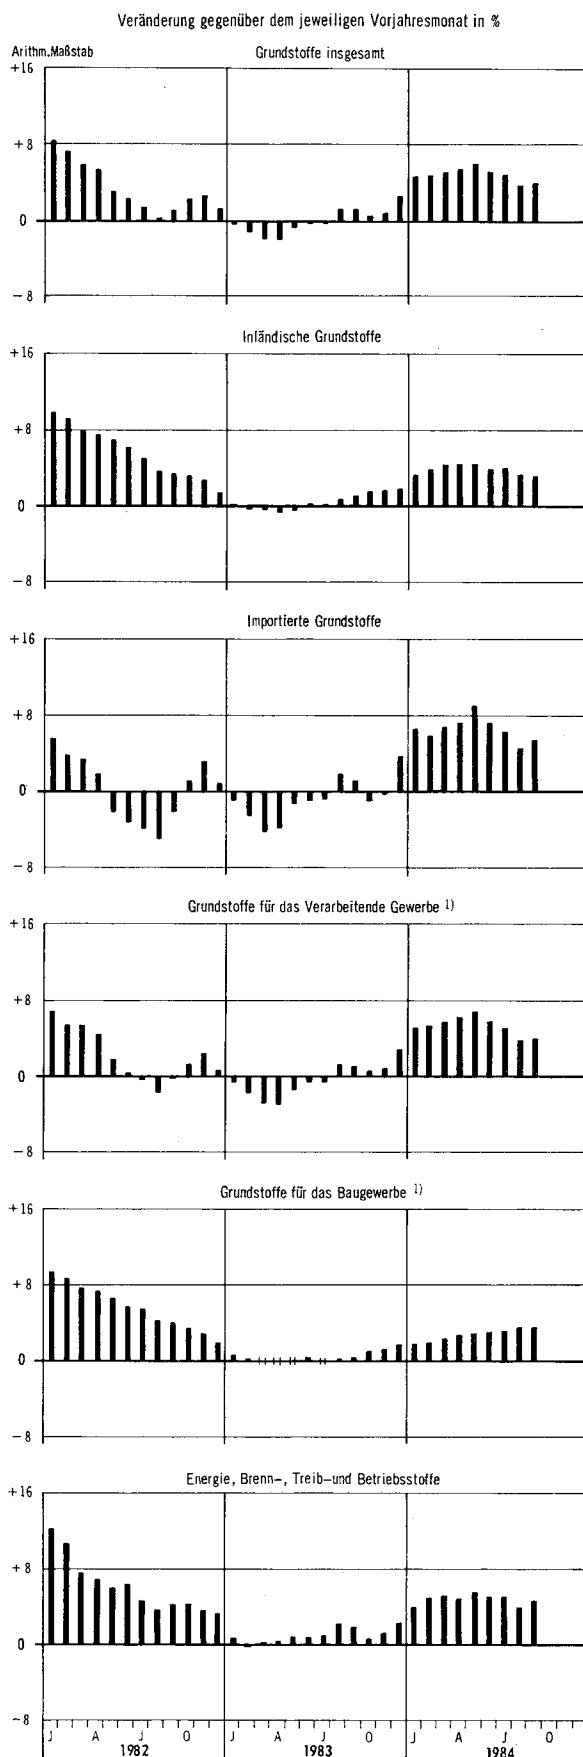 Veränderung gegenüber dem jeweiligen Vorjahresmonat in %
Arithm.Maßstab
Grundstoffe insgesamt
+16
+8
0
−8
Inländische Grundstoffe
+16
+8
0
−8
Importierte Grundstoffe
+16
+8
0
−8
Grundstoffe für das Verarbeitende Gewerbe 1)
+16
+8
0
−8
Grundstoffe für das Baugewerbe 1)
+16
+8
0
−8
Energie, Brenn-, Treib-und Betriebsstoffe
+16
+8
0
−8
J A J O J A J O J A J O
1982 1983 1984